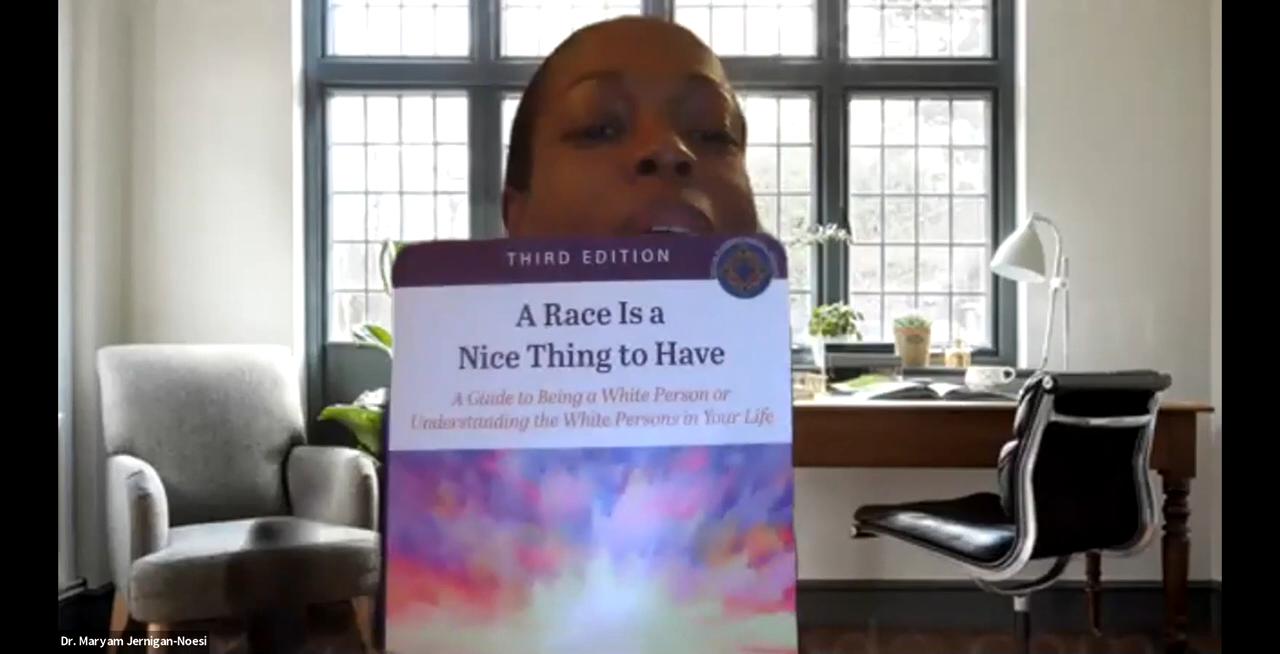 THIRD EDITION
A Race Is a
Nice Thing to Have
A Guide to Being a White Person or
Understanding the White Persons in Your Life
Dr. Maryam Jernigan-Noesi